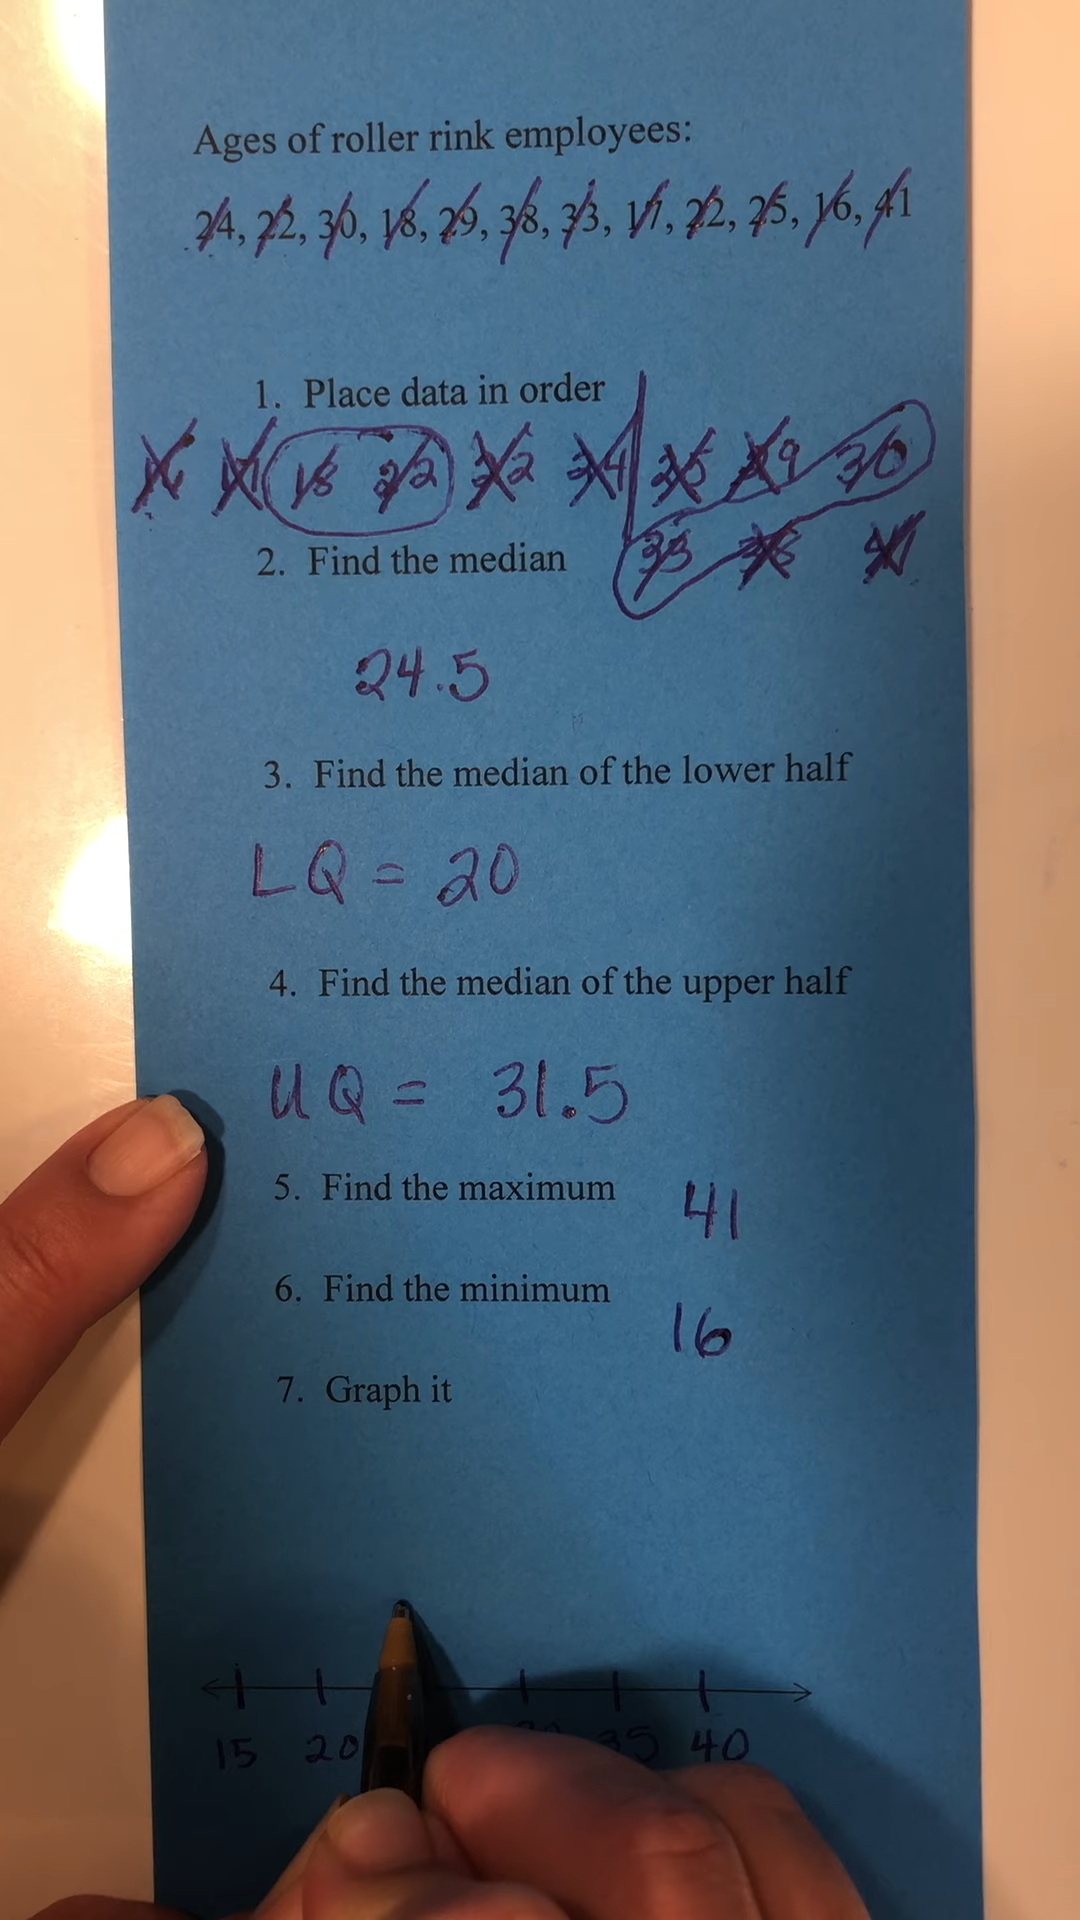 Ages of roller rink employees:
24, 22, 30, 18, 29, 38, 33, 17, 22, 25, 16, 41
1. Place data in order
16 17 18 22 22 24 25 29 30
33 38 41
2. Find the median
24.5
3. Find the median of the lower half
LQ = 20
4. Find the median of the upper half
UQ = 31.5
5. Find the maximum 41
6. Find the minimum 16
7. Graph it
15 20 35 40